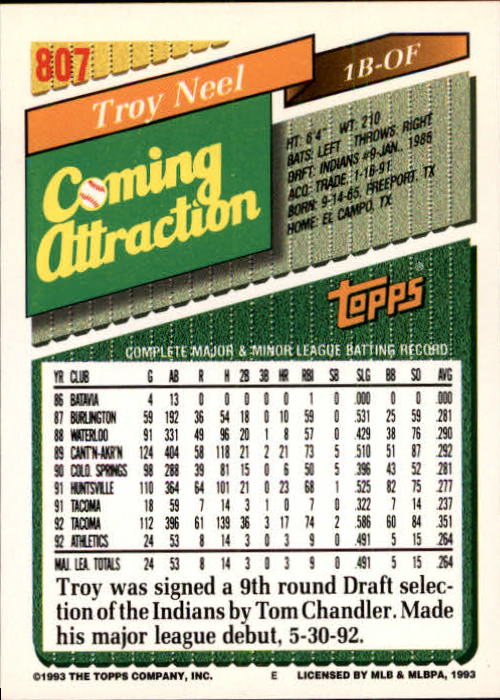 807
Troy Neel
1B-OF
Coming
Attraction
HT: 6'4" WT: 210
BATS: LEFT THROWS: RIGHT
DRFT: INDIANS #9-JAN., 1986
ACQ: TRADE, 1-16-91
BORN: 9-14-65, FREEPORT, TX
HOME: EL CAMPO, TX
TOPPS®
COMPLETE MAJOR & MINOR LEAGUE BATTING RECORD
YR CLUB G AB R H 2B 3B HR RBI SB SLG BB SO AVG
86 BATAVIA 4 13 0 0 0 0 0 1 0 .000 0 0 .000
87 BURLINGTON 59 192 36 54 18 0 10 59 0 .531 25 59 .281
88 WATERLOO 91 331 49 96 20 1 8 57 0 .429 38 76 .290
89 CANT'N-AKR'N 124 404 58 118 21 2 21 73 5 .510 51 87 .292
90 COLO. SPRINGS 98 288 39 81 15 0 6 50 5 .396 43 52 .281
91 HUNTSVILLE 110 364 64 101 21 0 23 68 1 .525 82 75 .277
91 TACOMA 18 59 7 14 3 1 0 7 0 .322 7 14 .237
92 TACOMA 112 396 61 139 36 3 17 74 2 .586 60 84 .351
92 ATHLETICS 24 53 8 14 3 0 3 9 0 .491 5 15 .264
MAJ. LEA. TOTALS 24 53 8 14 3 0 3 9 0 .491 5 15 .264
Troy was signed a 9th round Draft selec-
tion of the Indians by Tom Chandler. Made
his major league debut, 5-30-92.
©1993 THE TOPPS COMPANY, INC. E LICENSED BY MLB & MLBPA, 1993